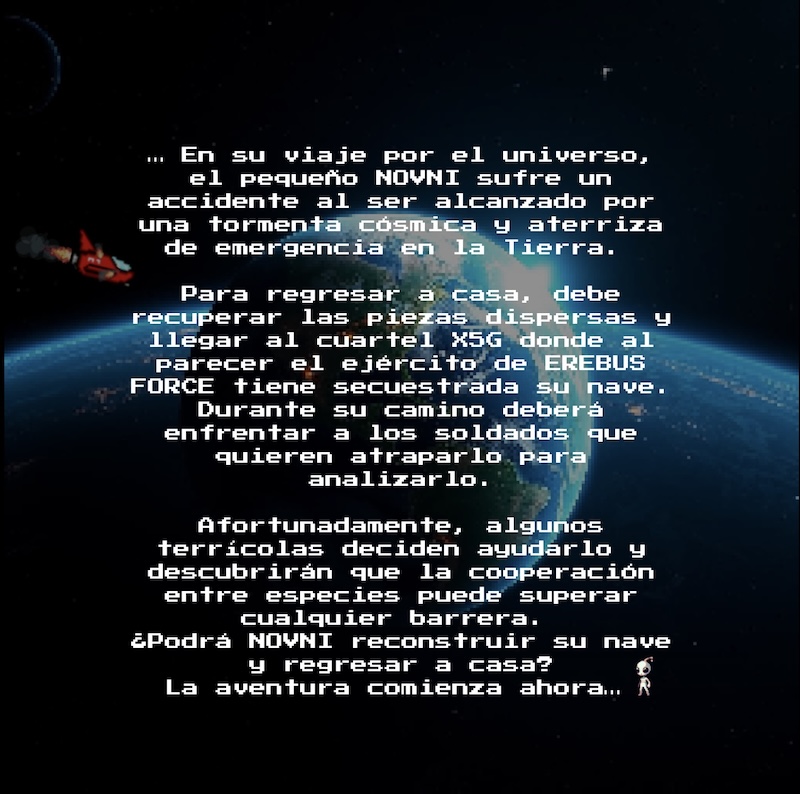 … En su viaje por el universo,
el pequeño NOVNI sufre un
accidente al ser alcanzado por
una tormenta cósmica y aterriza
de emergencia en la Tierra.
Para regresar a casa, debe
recuperar las piezas dispersas y
llegar al cuartel X5G donde al
parecer el ejército de EREBUS
FORCE tiene secuestrada su nave.
Durante su camino deberá
enfrentar a los soldados que
quieren atraparlo para
analizarlo.
Afortunadamente, algunos
terrícolas deciden ayudarlo y
descubrirán que la cooperación
entre especies puede superar
cualquier barrera.
¿Podrá NOVNI reconstruir su nave
y regresar a casa?
La aventura comienza ahora…